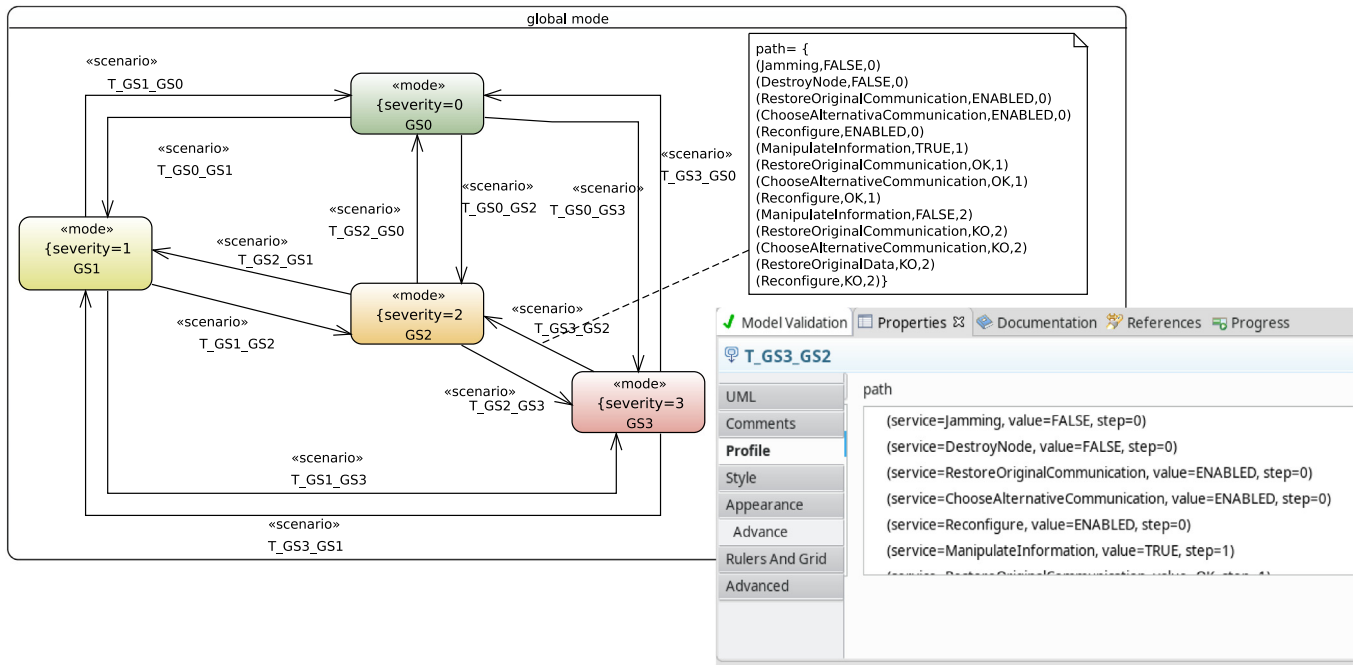 global mode
«scenario»
T_GS1_GS0
«mode»
{severity=0
GS0
«scenario»
T_GS0_GS1
«scenario»
T_GS2_GS0
«scenario»
T_GS0_GS2
«scenario»
T_GS0_GS3
«scenario»
T_GS3_GS0
path= {
(Jamming,FALSE,0)
(DestroyNode,FALSE,0)
(RestoreOriginalCommunication,ENABLED,0)
(ChooseAlternativaCommunication,ENABLED,0)
(Reconfigure,ENABLED,0)
(ManipulateInformation,TRUE,1)
(RestoreOriginalCommunication,OK,1)
(ChooseAlternativeCommunication,OK,1)
(Reconfigure,OK,1)
(ManipulateInformation,FALSE,2)
(RestoreOriginalCommunication,KO,2)
(ChooseAlternativeCommunication,KO,2)
(RestoreOriginalData,KO,2)
(Reconfigure,KO,2)}
«mode»
{severity=1
GS1
«scenario»
T_GS2_GS1
«scenario»
T_GS1_GS2
«mode»
{severity=2
GS2
«scenario»
T_GS3_GS2
«scenario»
T_GS2_GS3
«mode»
{severity=3
GS3
«scenario»
T_GS1_GS3
«scenario»
T_GS3_GS1
Model Validation Properties Documentation References Progress
T_GS3_GS2
UML
Comments
Profile
Style
Appearance
Advance
Rulers And Grid
Advanced
path
(service=Jamming, value=FALSE, step=0)
(service=DestroyNode, value=FALSE, step=0)
(service=RestoreOriginalCommunication, value=ENABLED, step=0)
(service=ChooseAlternativeCommunication, value=ENABLED, step=0)
(service=Reconfigure, value=ENABLED, step=0)
(service=ManipulateInformation, value=TRUE, step=1)
(service=RestoreOriginalCommunication, value=OK, step=1)